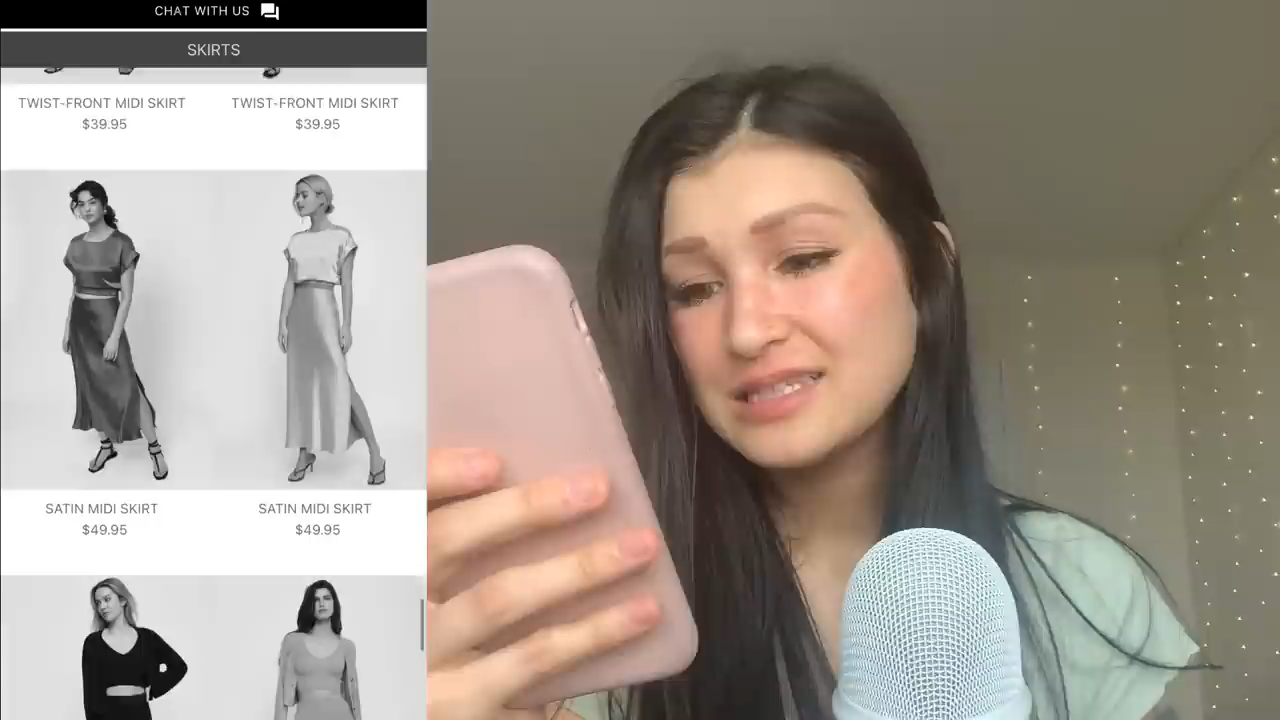 CHAT WITH US
SKIRTS
TWIST-FRONT MIDI SKIRT TWIST-FRONT MIDI SKIRT
$39.95 $39.95
SATIN MIDI SKIRT SATIN MIDI SKIRT
$49.95 $49.95